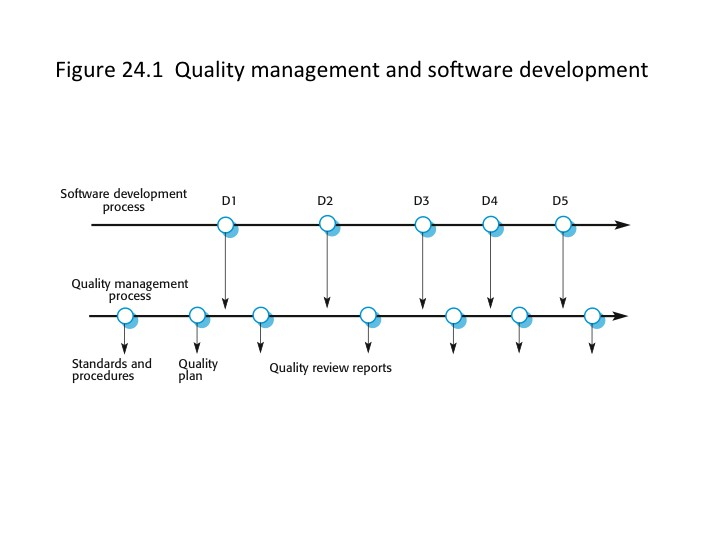 Figure 24.1 Quality management and software development
Software development
process
D1
D2
D3
D4
D5
Quality management
process
Standards and
procedures
Quality
plan
Quality review reports